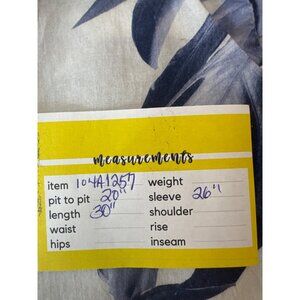 measurements
item 104A1257 weight
pit to pit 20" sleeve 26"
length 30" shoulder
waist rise
hips inseam